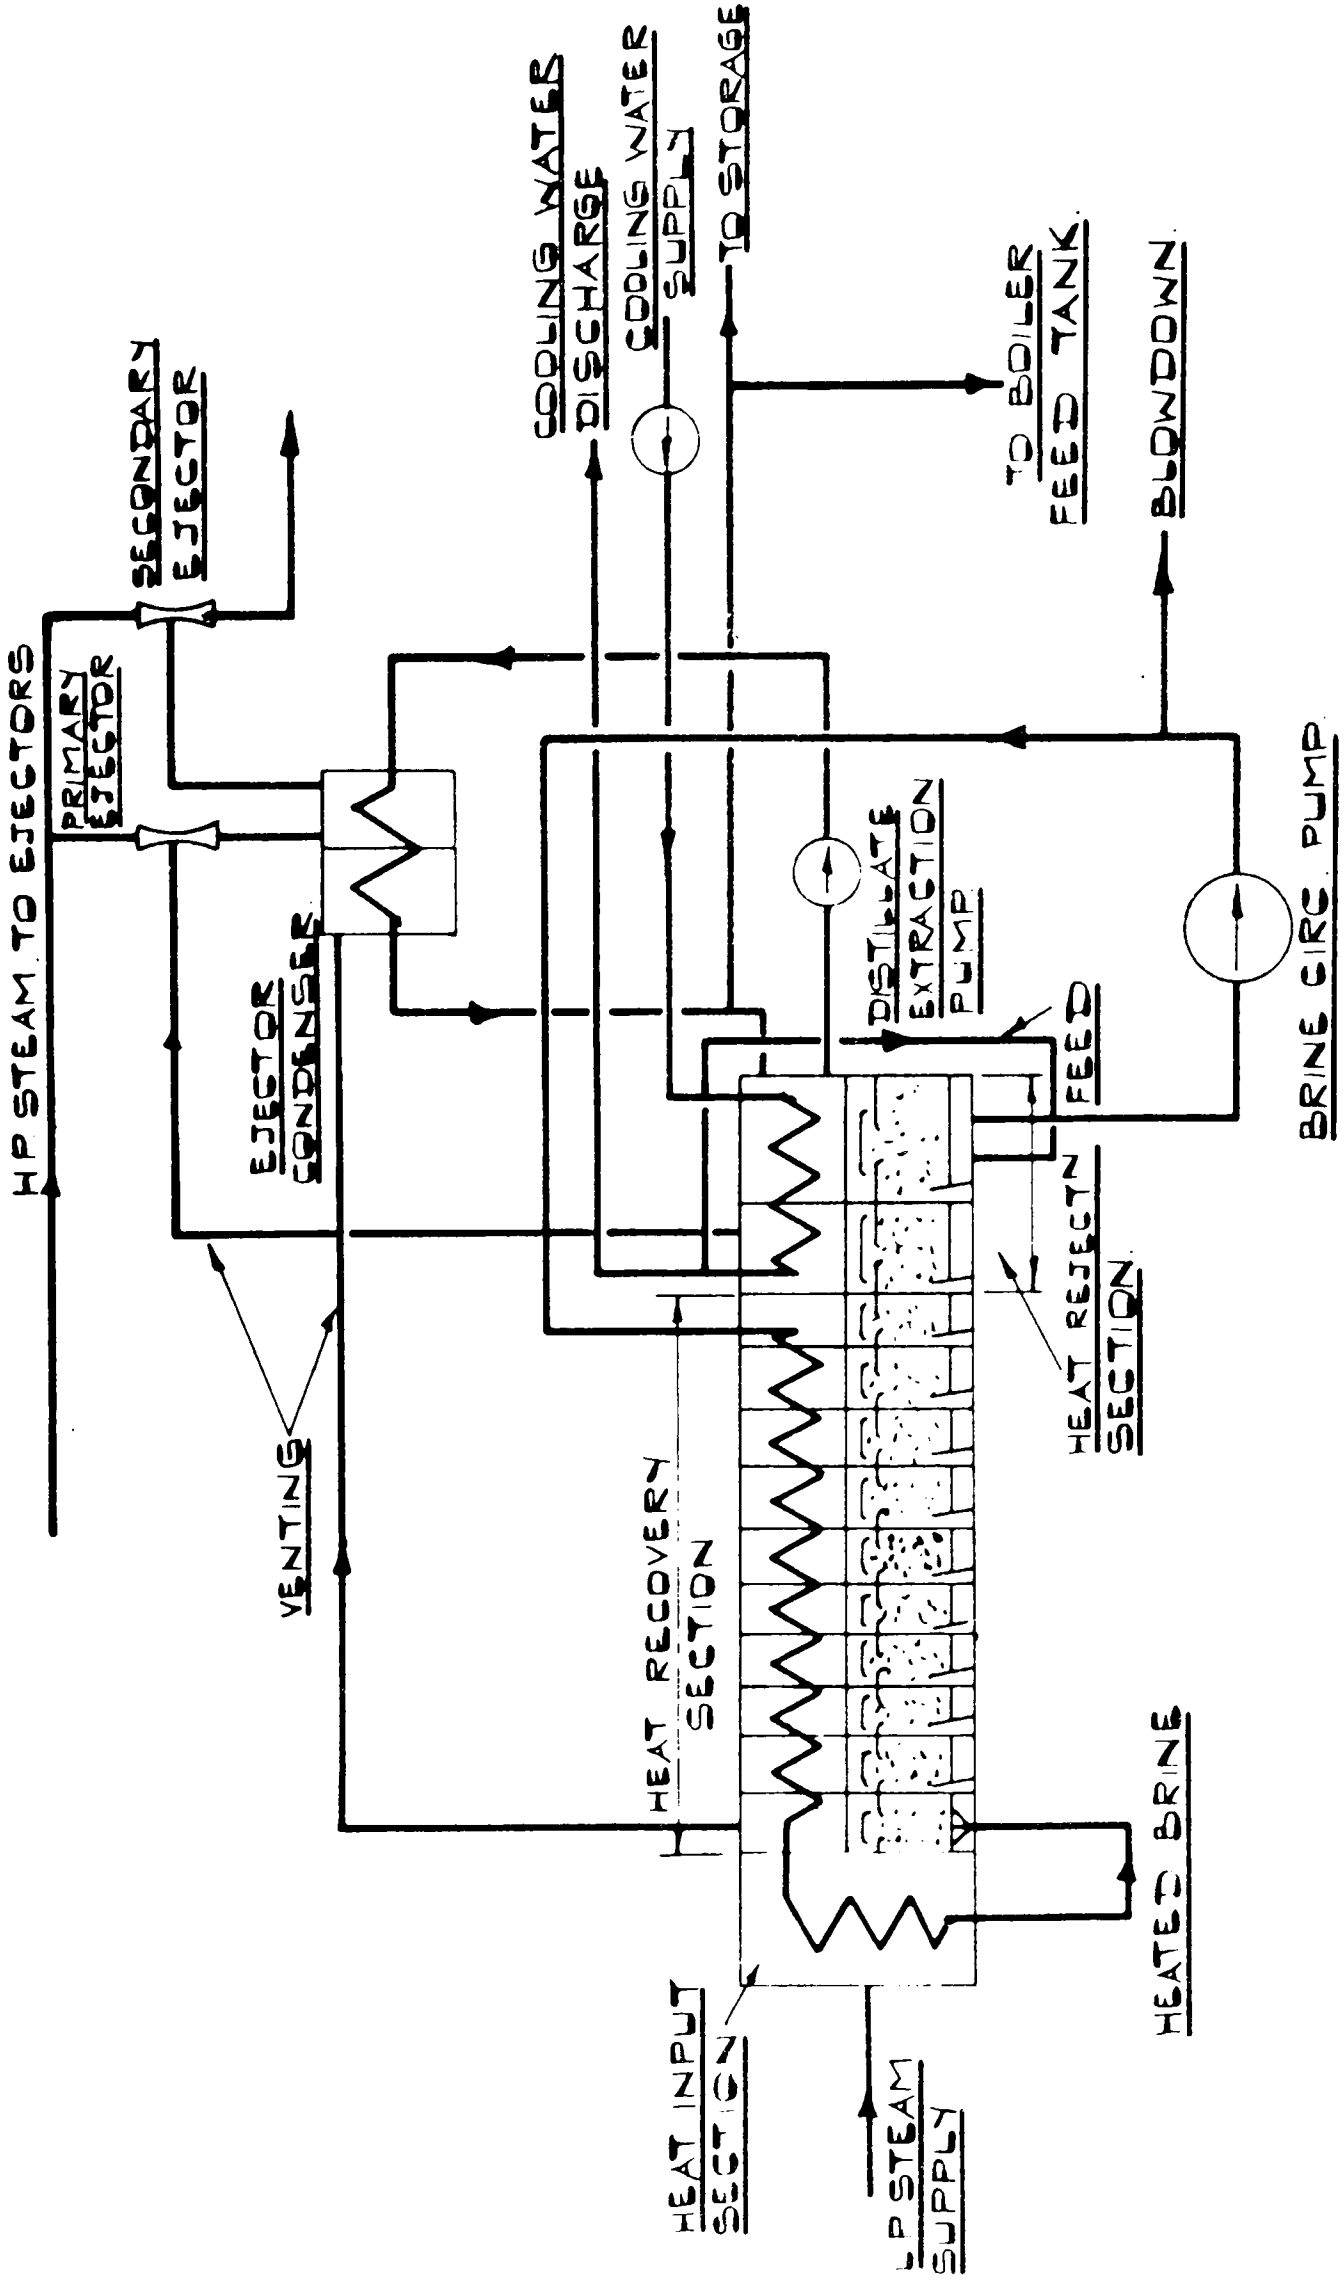 HP STEAM TO EJECTORS
PRIMARY
EJECTOR
SECONDARY
EJECTOR
VENTING
EJECTOR
CONDENSER
COOLING WATER
DISCHARGE
COOLING WATER
SUPPLY
TO STORAGE
HEAT RECOVERY
SECTION
HEAT INPUT
SECTION
LP STEAM
SUPPLY
DISTILLATE
EXTRACTION
PUMP
FEED
TO BOILER
FEED TANK
HEAT REJECTN
SECTION
BLOWDOWN
HEATED BRINE
BRINE CIRC. PUMP